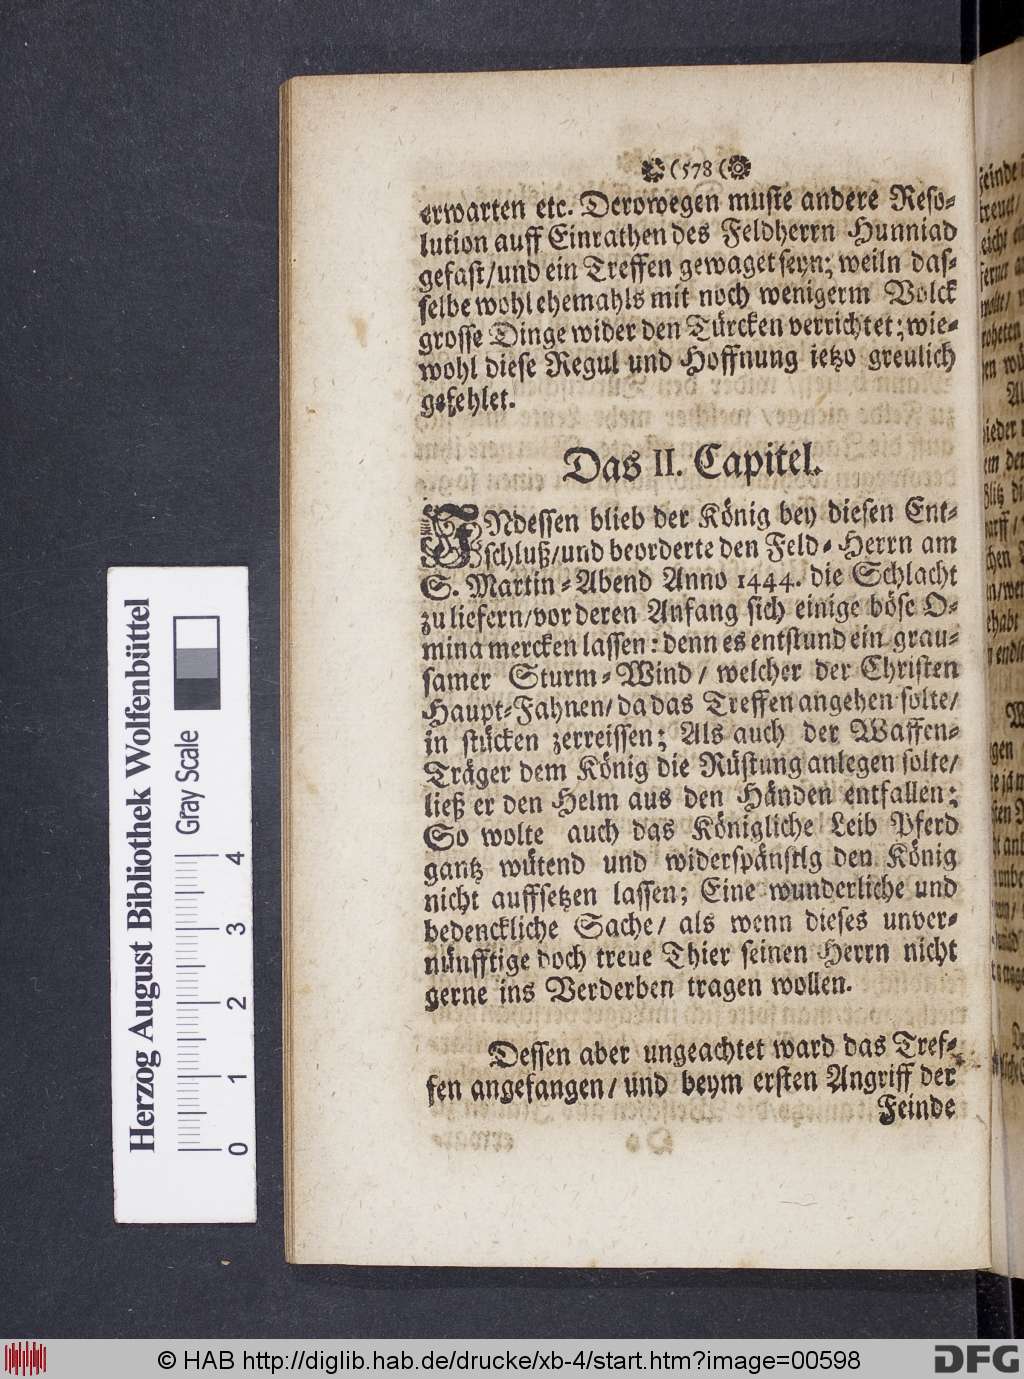 (578(
erwarten etc. Derowegen muste andere Reso-
lution auff Einrathen des Feldherrn Hunniad
gefast/und ein Treffen gewaget seyn; weiln das-
selbe wohl ehemahls mit noch wenigerm Volck
grosse Dinge wider den Türcken verrichtet; wie-
wohl diese Regul und Hoffnung ietzo greulich
gefehlet.
Das II. Capitel.
INdessen blieb der König bey diesen Ent-
schluß/und beorderte den Feld-Herrn am
S. Martin-Abend Anno 1444. die Schlacht
zu liefern/vor deren Anfang sich einige böse O-
mina mercken lassen: denn es entstund ein grau-
samer Sturm-Wind/ welcher der Christen
Haupt-Fahnen/ da das Treffen angehen solte/
in stücken zerreissen; Als auch der Waffen-
Träger dem König die Rüstung anlegen solte/
ließ er den Helm aus den Händen entfallen;
So wolte auch das Königliche Leib Pferd
gantz wütend und widerspänstlg den König
nicht auffsetzen lassen; Eine wunderliche und
bedenckliche Sache/ als wenn dieses unver-
nünfftige doch treue Thier seinen Herrn nicht
gerne ins Verderben tragen wollen.
Dessen aber ungeachtet ward das Tref-
fen angefangen/ und beym ersten Angriff der
Feinde
Herzog August Bibliothek Wolfenbüttel
Gray Scale
0 1 2 3 4
© HAB http://diglib.hab.de/drucke/xb-4/start.htm?image=00598
DFG